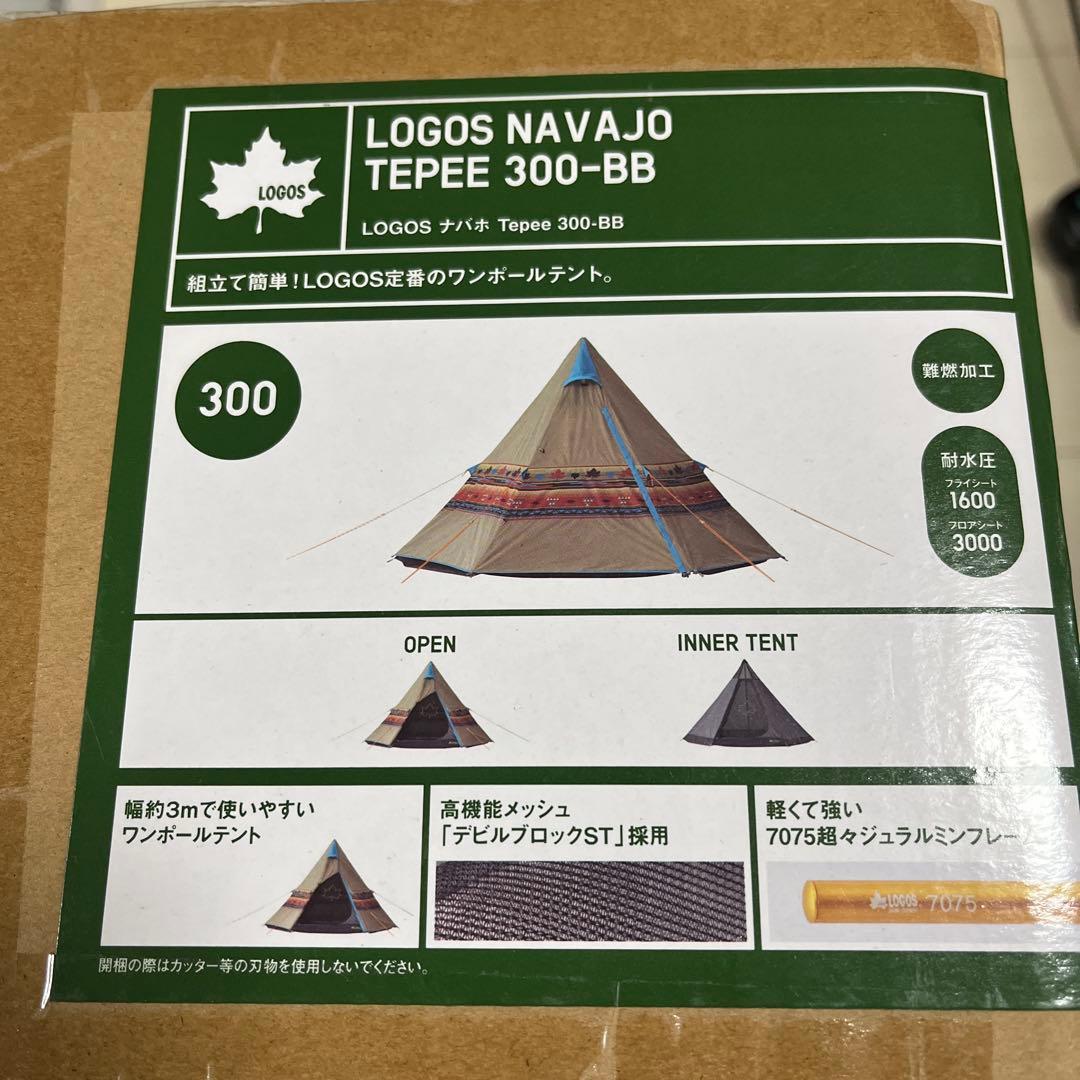 LOGOS
LOGOS NAVAJO
TEPEE 300-BB
LOGOS ナバホ Tepee 300-BB
組立て簡単！LOGOS定番のワンポールテント。
300
難燃加工
耐水圧
フライシート
1600
フロアシート
3000
OPEN
INNER TENT
幅約3mで使いやすい
ワンポールテント
高機能メッシュ
「デビルブロックST」採用
軽くて強い
7075超々ジュラルミンフレー
LOGOS 7075
開梱の際はカッター等の刃物を使用しないでください。